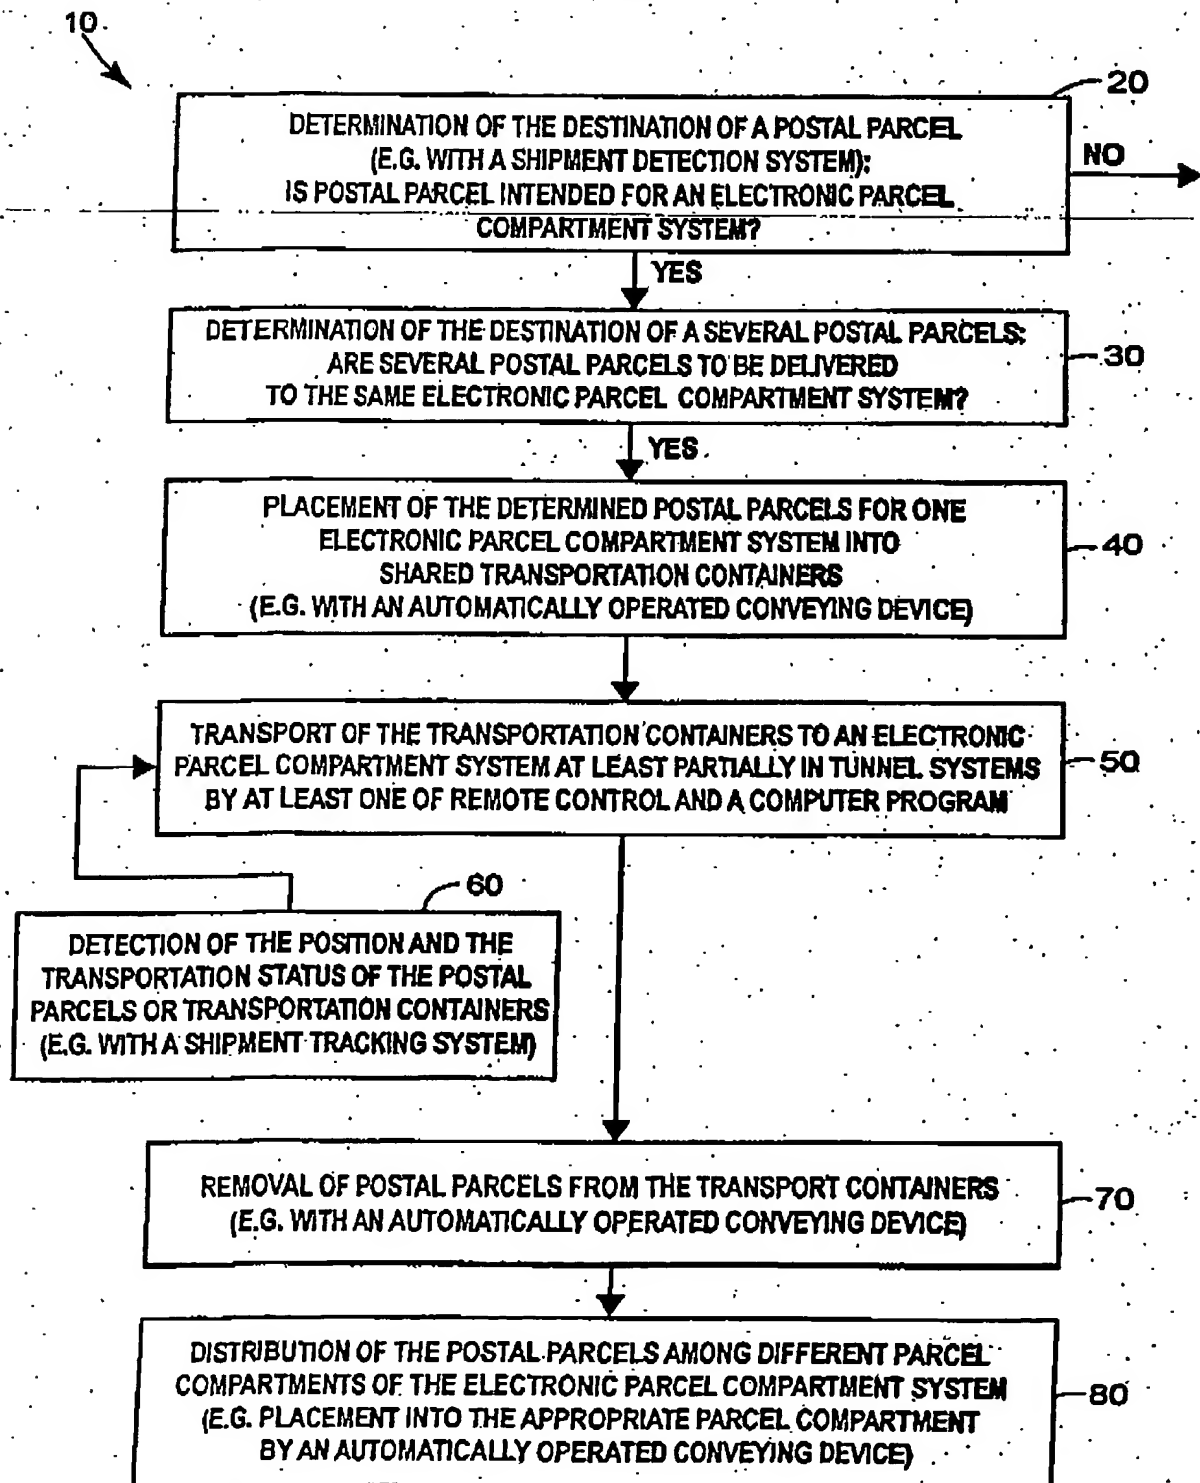 10
20
DETERMINATION OF THE DESTINATION OF A POSTAL PARCEL
(E.G. WITH A SHIPMENT DETECTION SYSTEM):
IS POSTAL PARCEL INTENDED FOR AN ELECTRONIC PARCEL
COMPARTMENT SYSTEM?
NO
YES
DETERMINATION OF THE DESTINATION OF A SEVERAL POSTAL PARCELS:
ARE SEVERAL POSTAL PARCELS TO BE DELIVERED
TO THE SAME ELECTRONIC PARCEL COMPARTMENT SYSTEM?
30
YES
PLACEMENT OF THE DETERMINED POSTAL PARCELS FOR ONE
ELECTRONIC PARCEL COMPARTMENT SYSTEM INTO
SHARED TRANSPORTATION CONTAINERS
(E.G. WITH AN AUTOMATICALLY OPERATED CONVEYING DEVICE)
40
TRANSPORT OF THE TRANSPORTATION CONTAINERS TO AN ELECTRONIC
PARCEL COMPARTMENT SYSTEM AT LEAST PARTIALLY IN TUNNEL SYSTEMS
BY AT LEAST ONE OF REMOTE CONTROL AND A COMPUTER PROGRAM
50
60
DETECTION OF THE POSITION AND THE
TRANSPORTATION STATUS OF THE POSTAL
PARCELS OR TRANSPORTATION CONTAINERS
(E.G. WITH A SHIPMENT TRACKING SYSTEM)
REMOVAL OF POSTAL PARCELS FROM THE TRANSPORT CONTAINERS
(E.G. WITH AN AUTOMATICALLY OPERATED CONVEYING DEVICE)
70
DISTRIBUTION OF THE POSTAL PARCELS AMONG DIFFERENT PARCEL
COMPARTMENTS OF THE ELECTRONIC PARCEL COMPARTMENT SYSTEM
(E.G. PLACEMENT INTO THE APPROPRIATE PARCEL COMPARTMENT
BY AN AUTOMATICALLY OPERATED CONVEYING DEVICE)
80